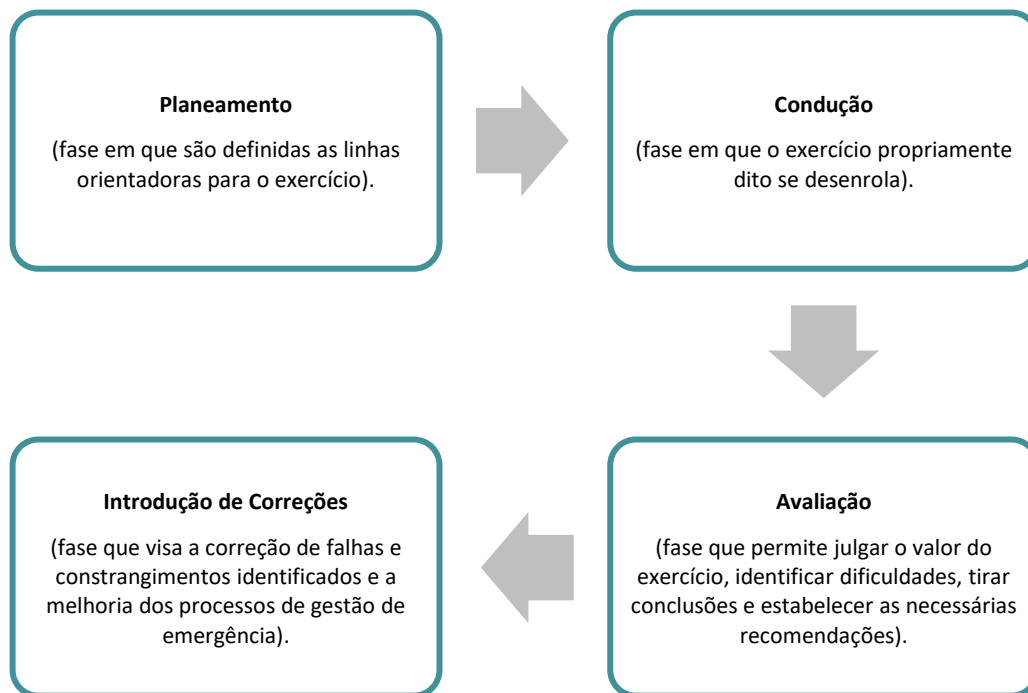 Planeamento
(fase em que são definidas as linhas
orientadoras para o exercício).
Condução
(fase em que o exercício propriamente
dito se desenrola).
Introdução de Correções
(fase que visa a correção de falhas e
constrangimentos identificados e a
melhoria dos processos de gestão de
emergência).
Avaliação
(fase que permite julgar o valor do
exercício, identificar dificuldades, tirar
conclusões e estabelecer as necessárias
recomendações).